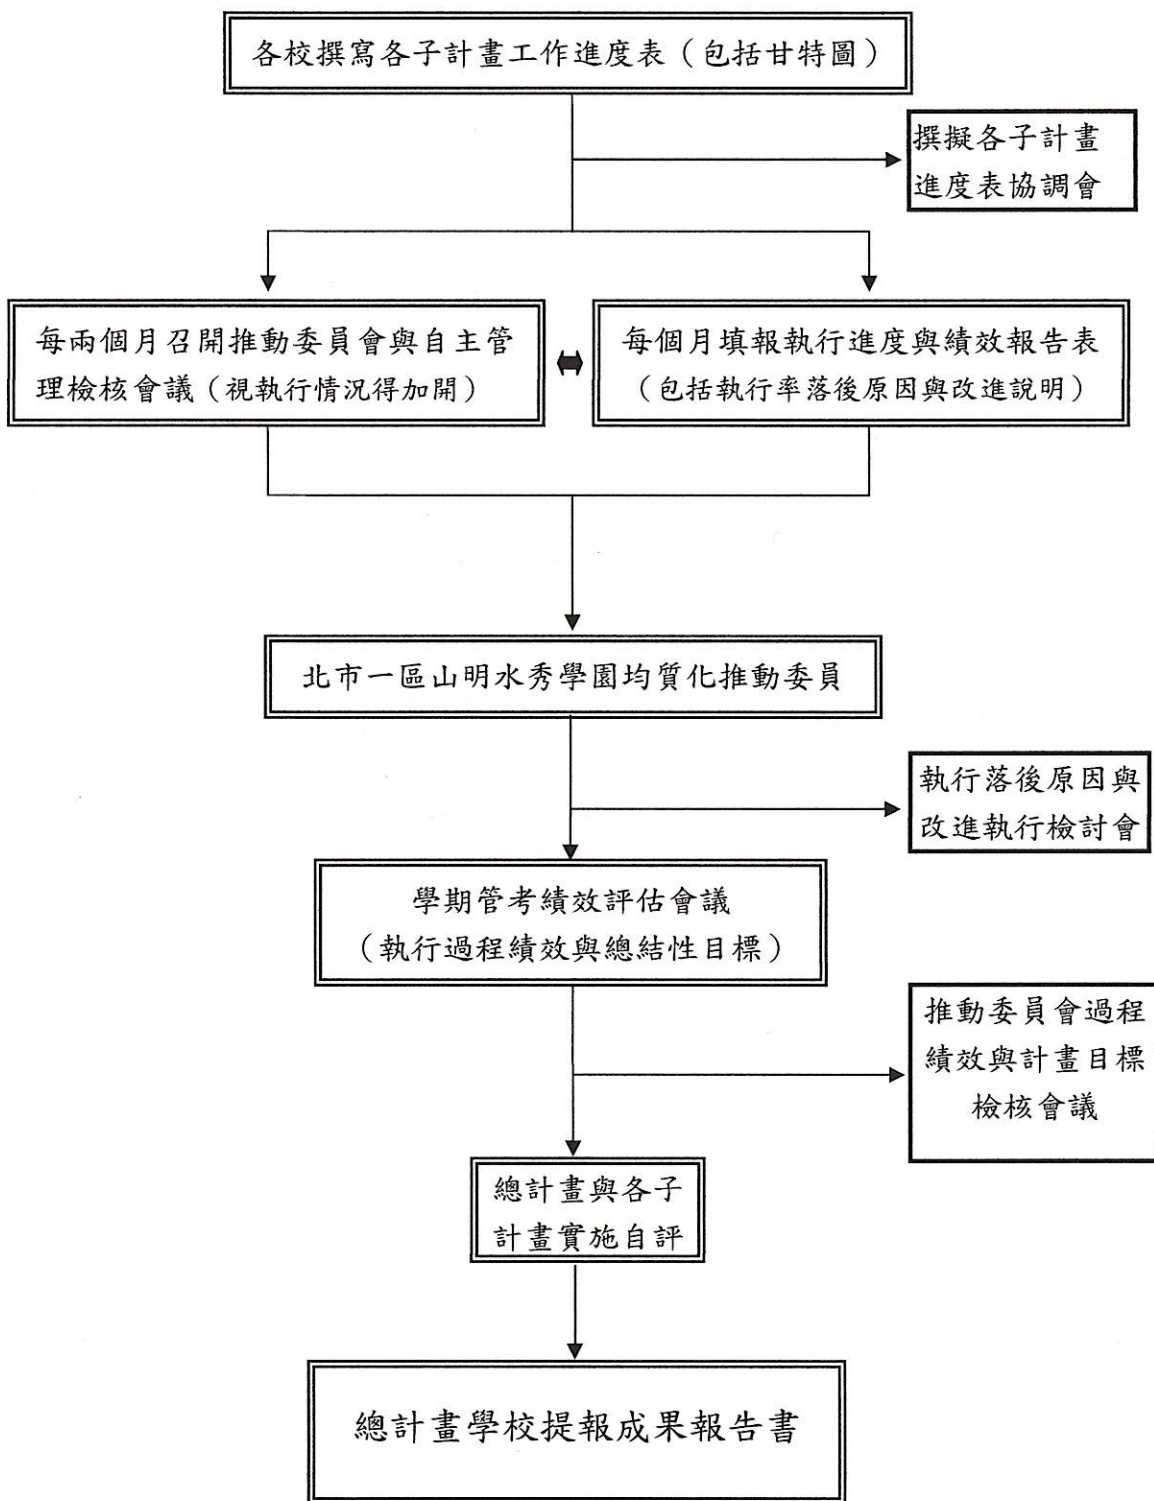 各校撰寫各子計畫工作進度表（包括甘特圖）
撰擬各子計畫
進度表協調會
每兩個月召開推動委員會與自主管
理檢核會議（視執行情況得加開）
每個月填報執行進度與績效報告表
（包括執行率落後原因與改進說明）
北市一區山明水秀學園均質化推動委員
執行落後原因與
改進執行檢討會
學期管考績效評估會議
（執行過程績效與總結性目標）
推動委員會過程
績效與計畫目標
檢核會議
總計畫與各子
計畫實施自評
總計畫學校提報成果報告書